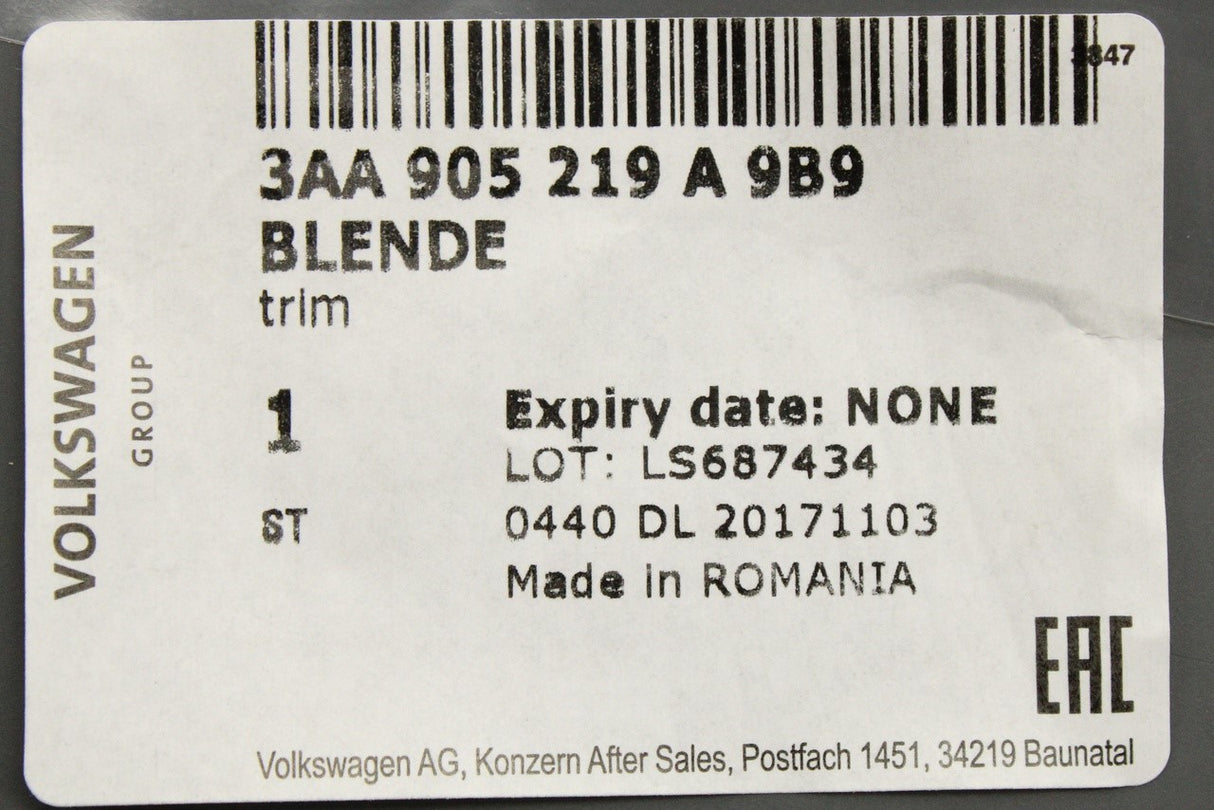 3AA 905 219 A 9B9
BLENDE
trim
1
Expiry date: NONE
LOT: LS687434
ST
0440 DL 20171103
Made in ROMANIA
VOLKSWAGEN
GROUP
EAC
Volkswagen AG, Konzern After Sales, Postfach 1451, 34219 Baunatal